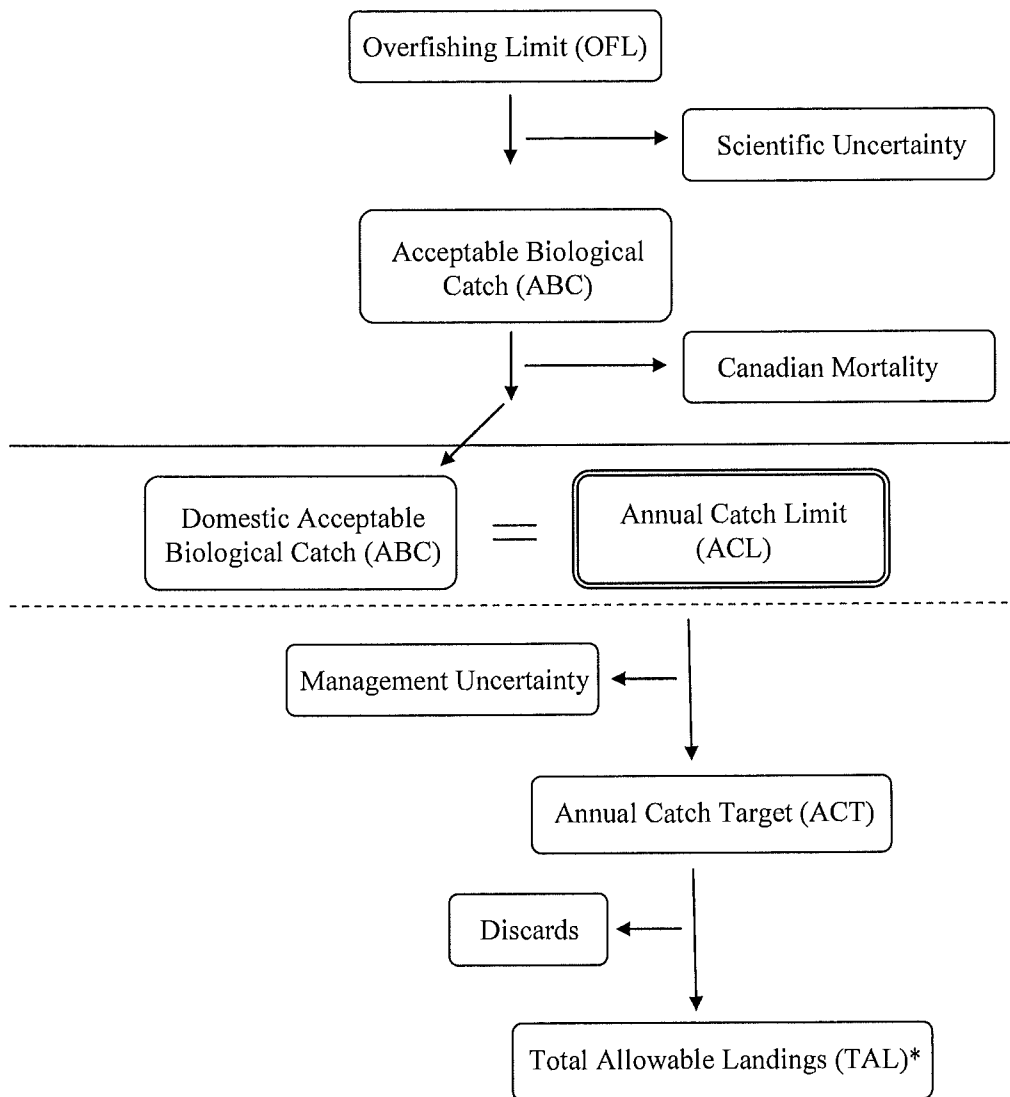 Overfishing Limit (OFL)
Scientific Uncertainty
Acceptable Biological
Catch (ABC)
Canadian Mortality
Domestic Acceptable
Biological Catch (ABC)
=
Annual Catch Limit
(ACL)
Management Uncertainty
Annual Catch Target (ACT)
Discards
Total Allowable Landings (TAL)*